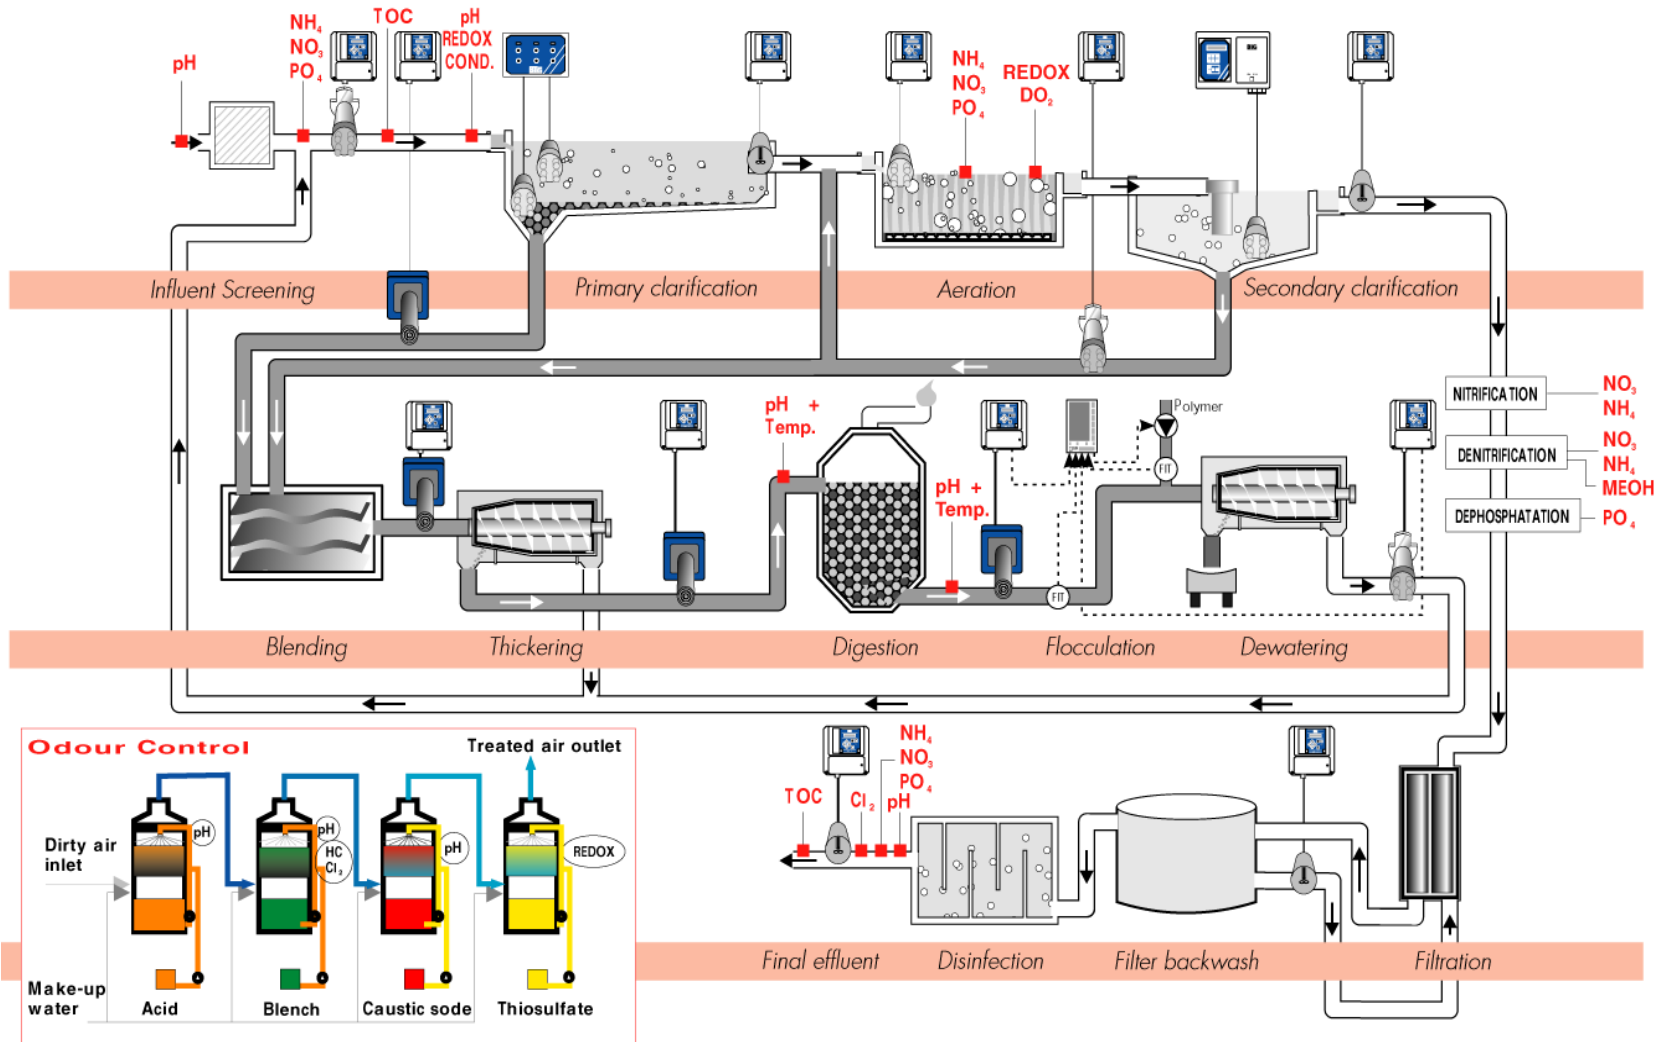 pH
NH4
NO3
PO4
TOC
pH
REDOX
COND.
NH4
NO3
PO4
REDOX
DO2
Influent Screening
Primary clarification
Aeration
Secondary clarification
NITRIFICATION
NO3
NH4
DENITRIFICATION
NO3
NH4
MEOH
DEPHOSPHATATION
PO4
pH +
Temp.
pH +
Temp.
Polymer
FIT
FIT
Blending
Thickering
Digestion
Flocculation
Dewatering
Odour Control
Treated air outlet
Dirty air
inlet
pH
pH
HC
Cl2
pH
REDOX
Make-up
water
Acid
Blench
Caustic sode
Thiosulfate
TOC
Cl2
NH4
NO3
PO4
pH
Final effluent
Disinfection
Filter backwash
Filtration